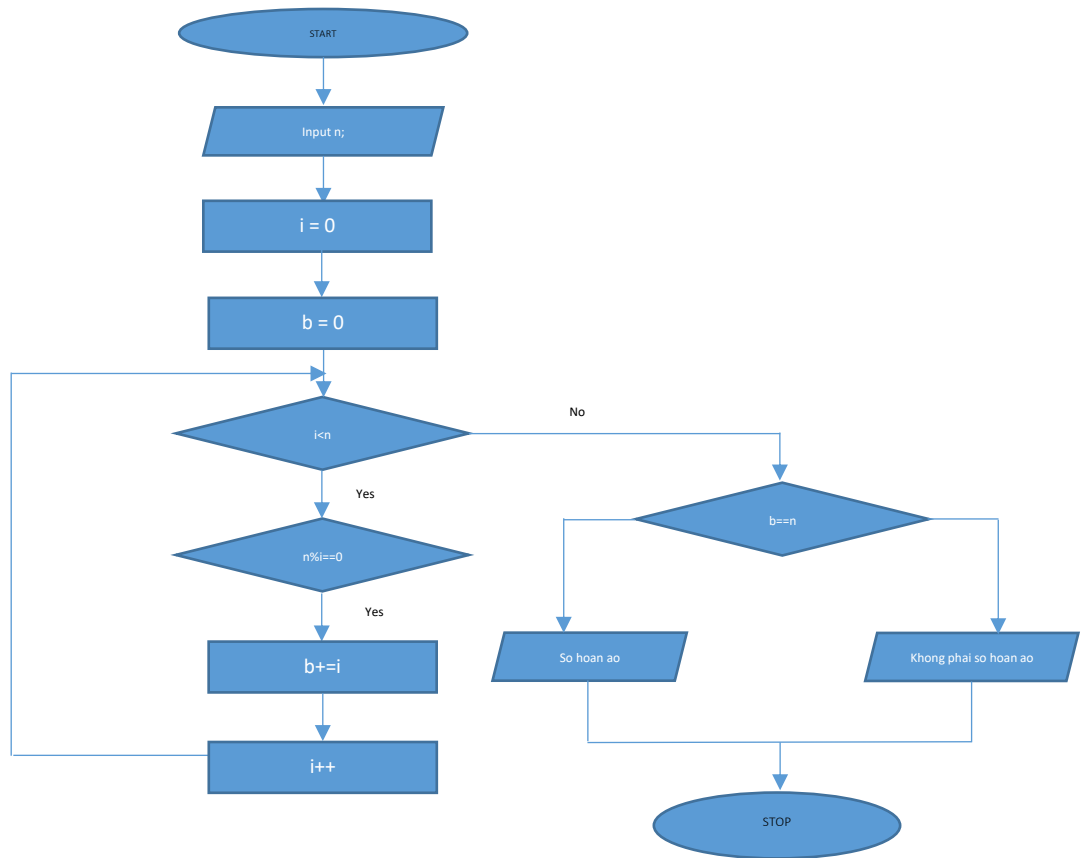 START
Input n;
i = 0
b = 0
i<n
No
Yes
n%i==0
Yes
b+=i
i++
b==n
So hoan ao
Khong phai so hoan ao
STOP